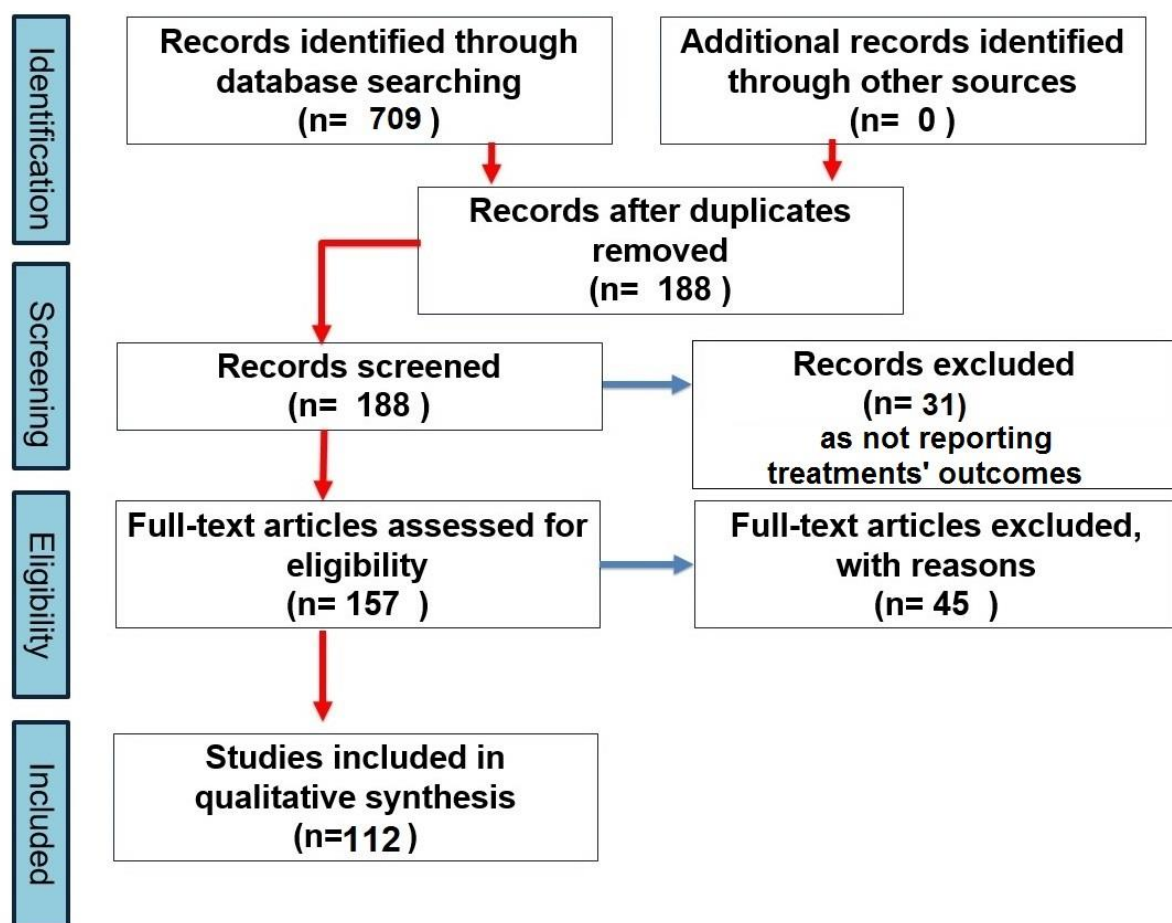 Identification
Records identified through
database searching
(n= 709 )
Additional records identified
through other sources
(n= 0 )
Records after duplicates
removed
(n= 188 )
Screening
Records screened
(n= 188 )
Records excluded
(n= 31)
as not reporting
treatments' outcomes
Eligibility
Full-text articles assessed for
eligibility
(n= 157 )
Full-text articles excluded,
with reasons
(n= 45 )
Included
Studies included in
qualitative synthesis
(n=112 )